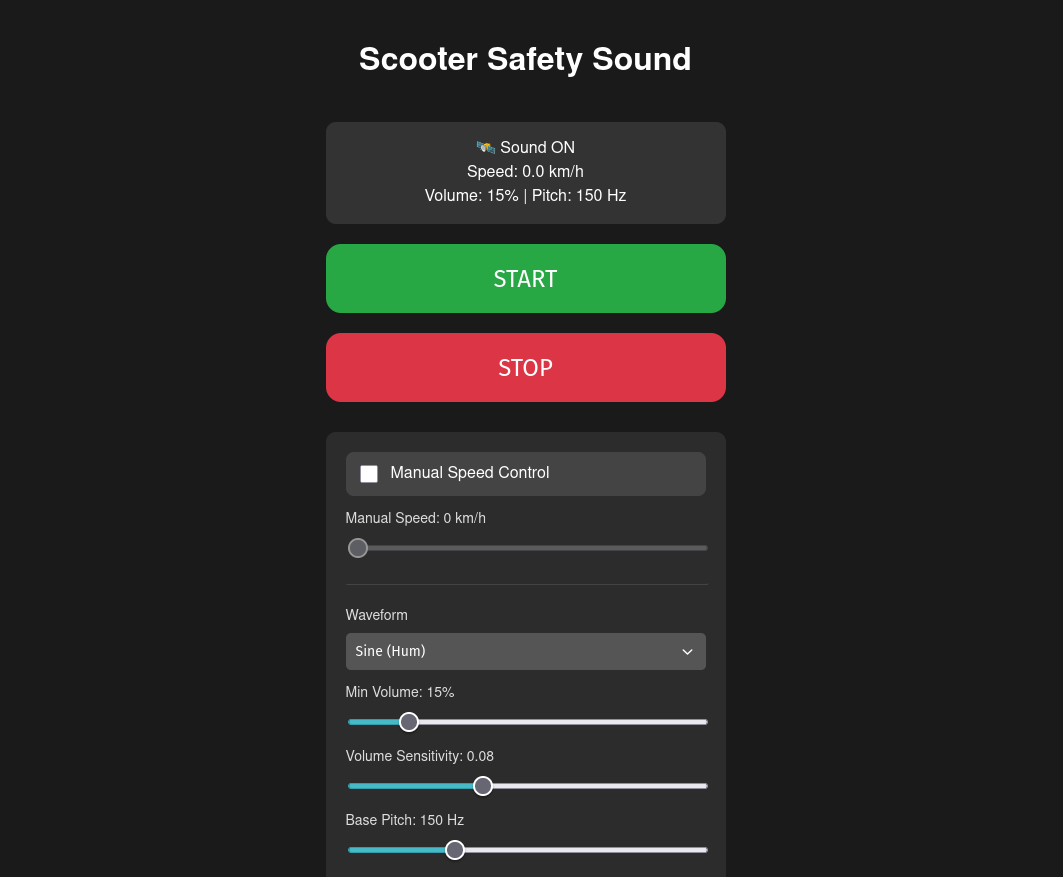 Scooter Safety Sound
🛰️ Sound ON
Speed: 0.0 km/h
Volume: 15% | Pitch: 150 Hz
START
STOP
Manual Speed Control
Manual Speed: 0 km/h
Waveform
Sine (Hum)
Min Volume: 15%
Volume Sensitivity: 0.08
Base Pitch: 150 Hz